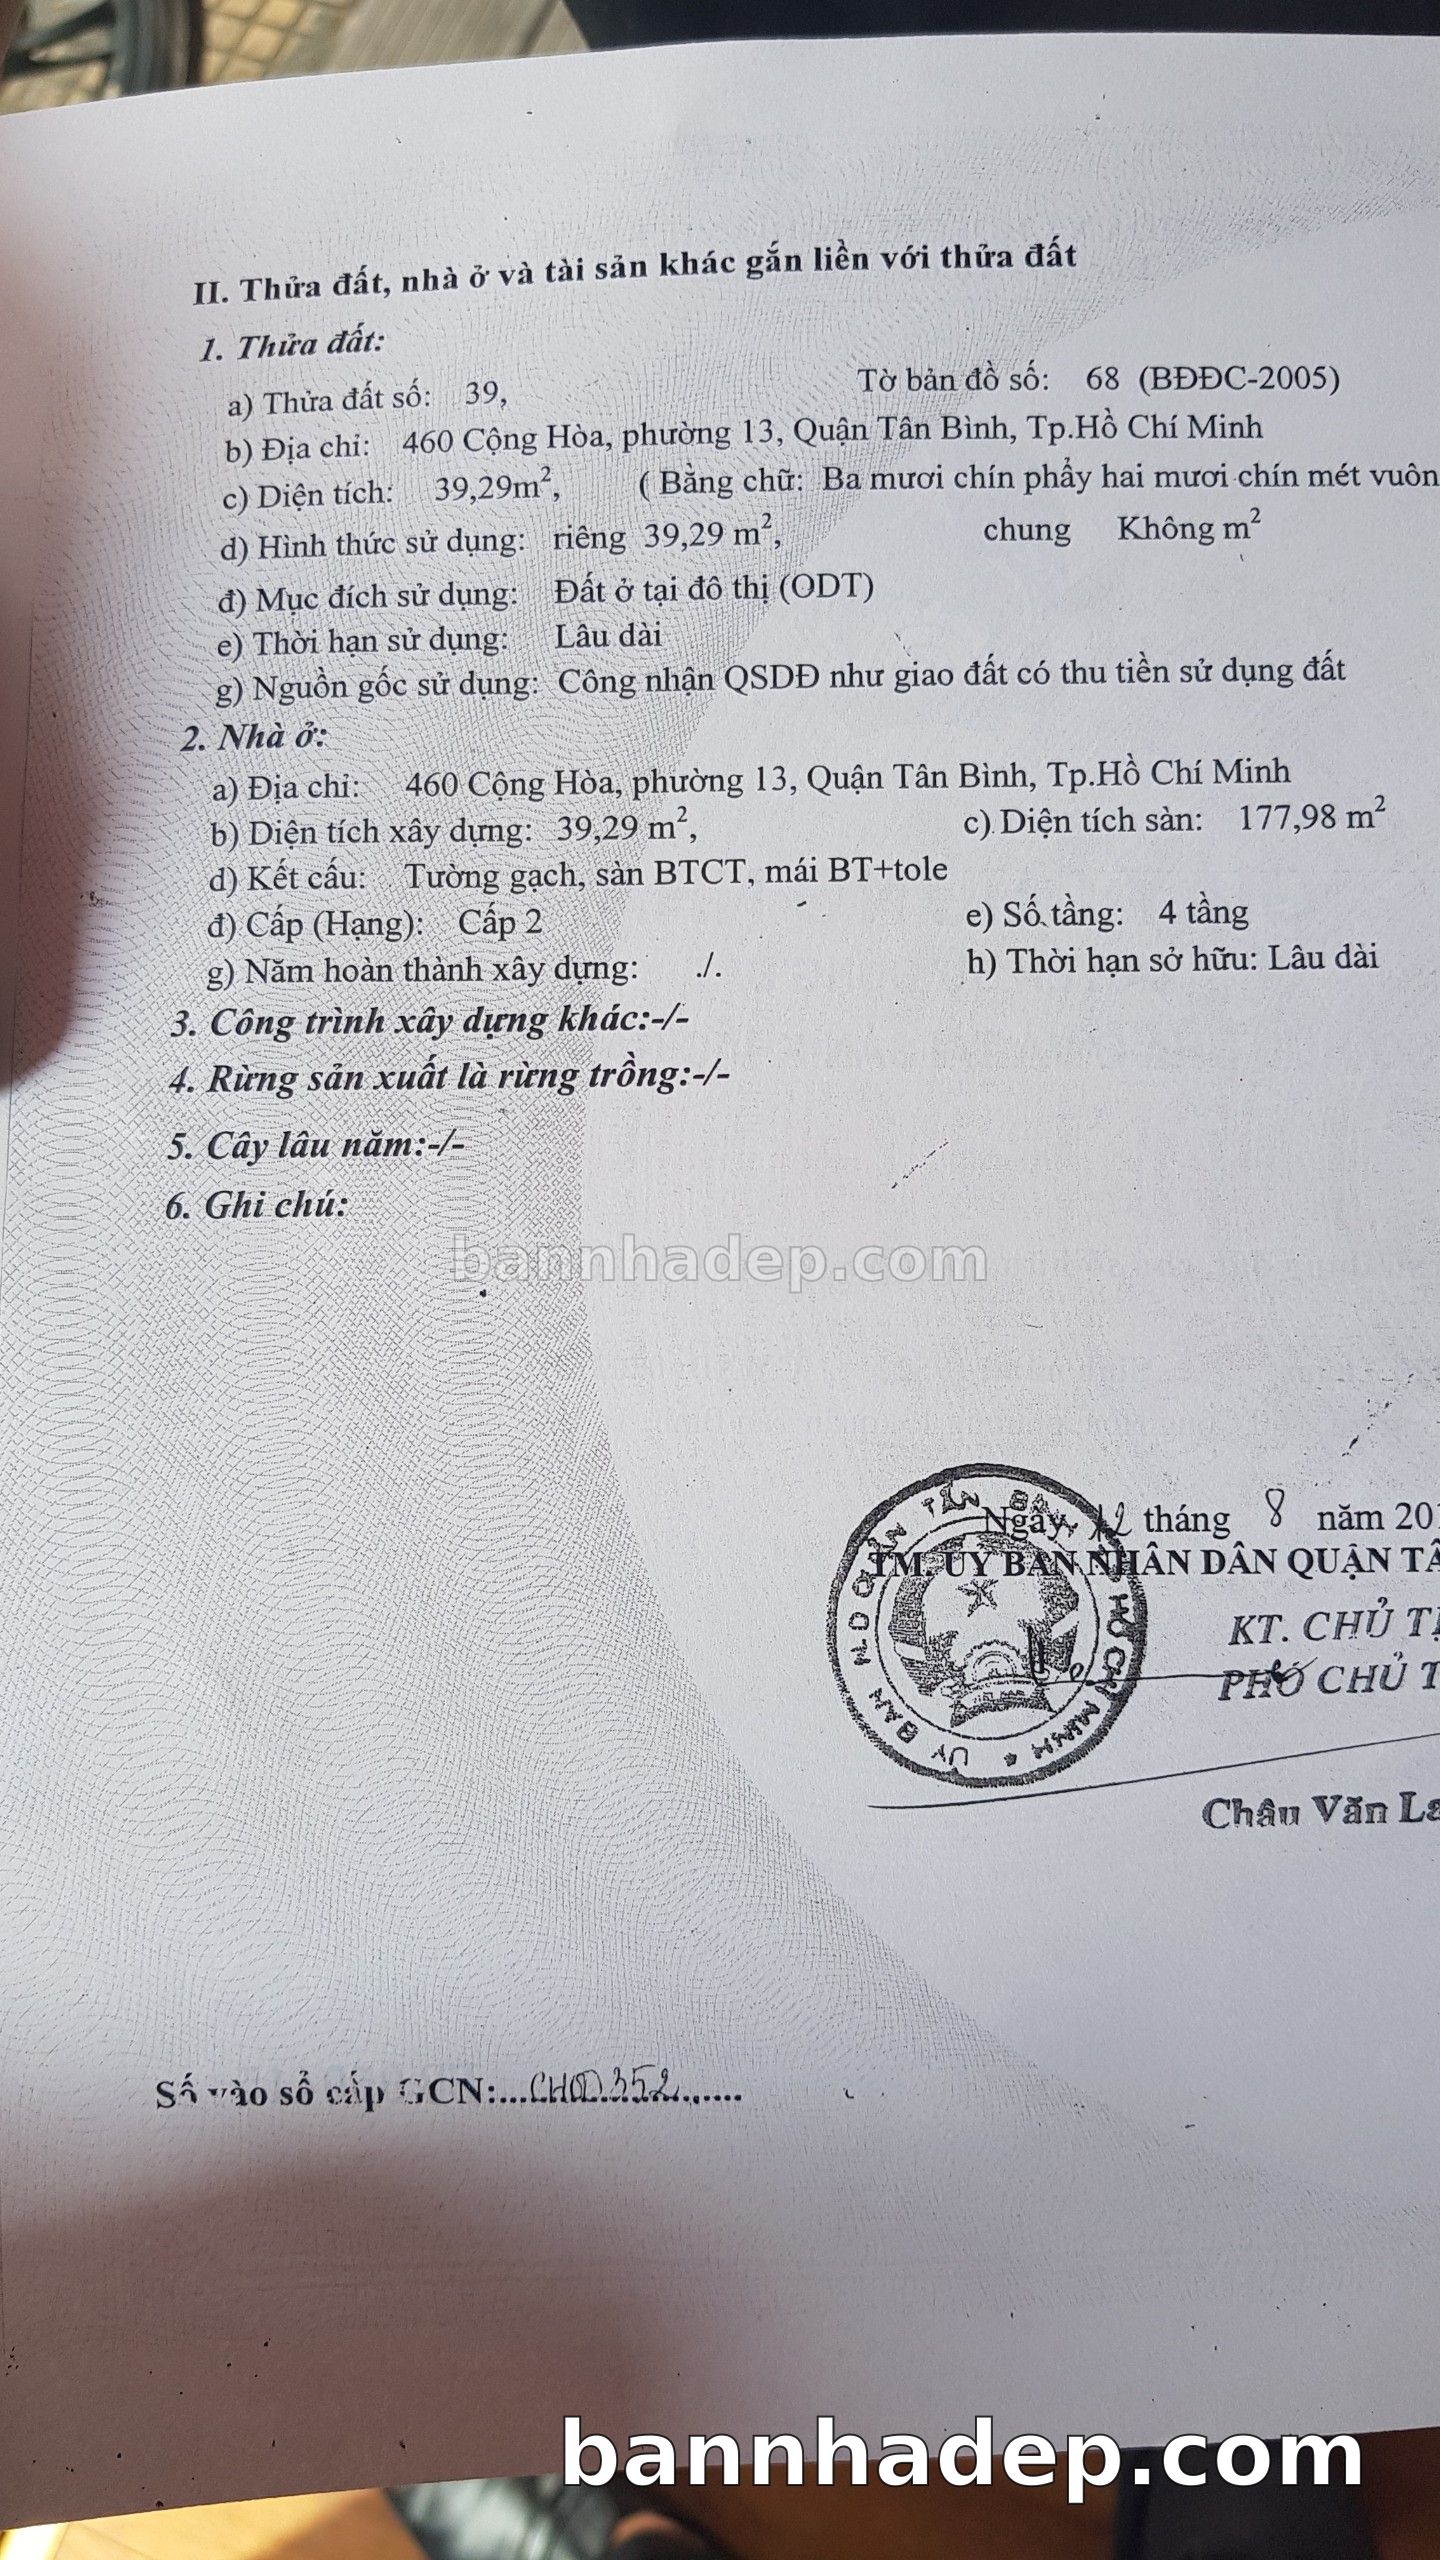 II. Thửa đất, nhà ở và tài sản khác gắn liền với thửa đất
1. Thửa đất:
a) Thửa đất số: 39, Tờ bản đồ số: 68 (BĐĐC-2005)
b) Địa chỉ: 460 Cộng Hòa, phường 13, Quận Tân Bình, Tp.Hồ Chí Minh
c) Diện tích: 39,29m², ( Bằng chữ: Ba mươi chín phẩy hai mươi chín mét vuôn
d) Hình thức sử dụng: riêng 39,29 m², chung Không m²
đ) Mục đích sử dụng: Đất ở tại đô thị (ODT)
e) Thời hạn sử dụng: Lâu dài
g) Nguồn gốc sử dụng: Công nhận QSDĐ như giao đất có thu tiền sử dụng đất
2. Nhà ở:
a) Địa chỉ: 460 Cộng Hòa, phường 13, Quận Tân Bình, Tp.Hồ Chí Minh
b) Diện tích xây dựng: 39,29 m², c) Diện tích sàn: 177,98 m²
d) Kết cấu: Tường gạch, sàn BTCT, mái BT+tole
đ) Cấp (Hạng): Cấp 2 e) Số tầng: 4 tầng
g) Năm hoàn thành xây dựng: ./. h) Thời hạn sở hữu: Lâu dài
3. Công trình xây dựng khác:-/-
4. Rừng sản xuất là rừng trồng:-/-
5. Cây lâu năm:-/-
6. Ghi chú:
bannhadep.com
Ngày 12 tháng 8 năm 201
TM. ỦY BAN NHÂN DÂN QUẬN TÂ
KT. CHỦ TỊ
PHÓ CHỦ T
Châu Văn La
Số vào sổ cấp GCN:...CH00352......
bannhadep.com